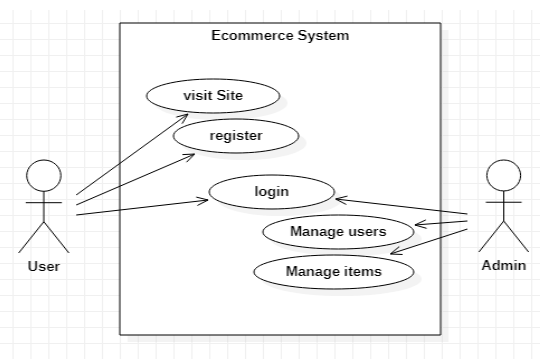 Ecommerce System
visit Site
register
login
Manage users
Manage items
User
Admin